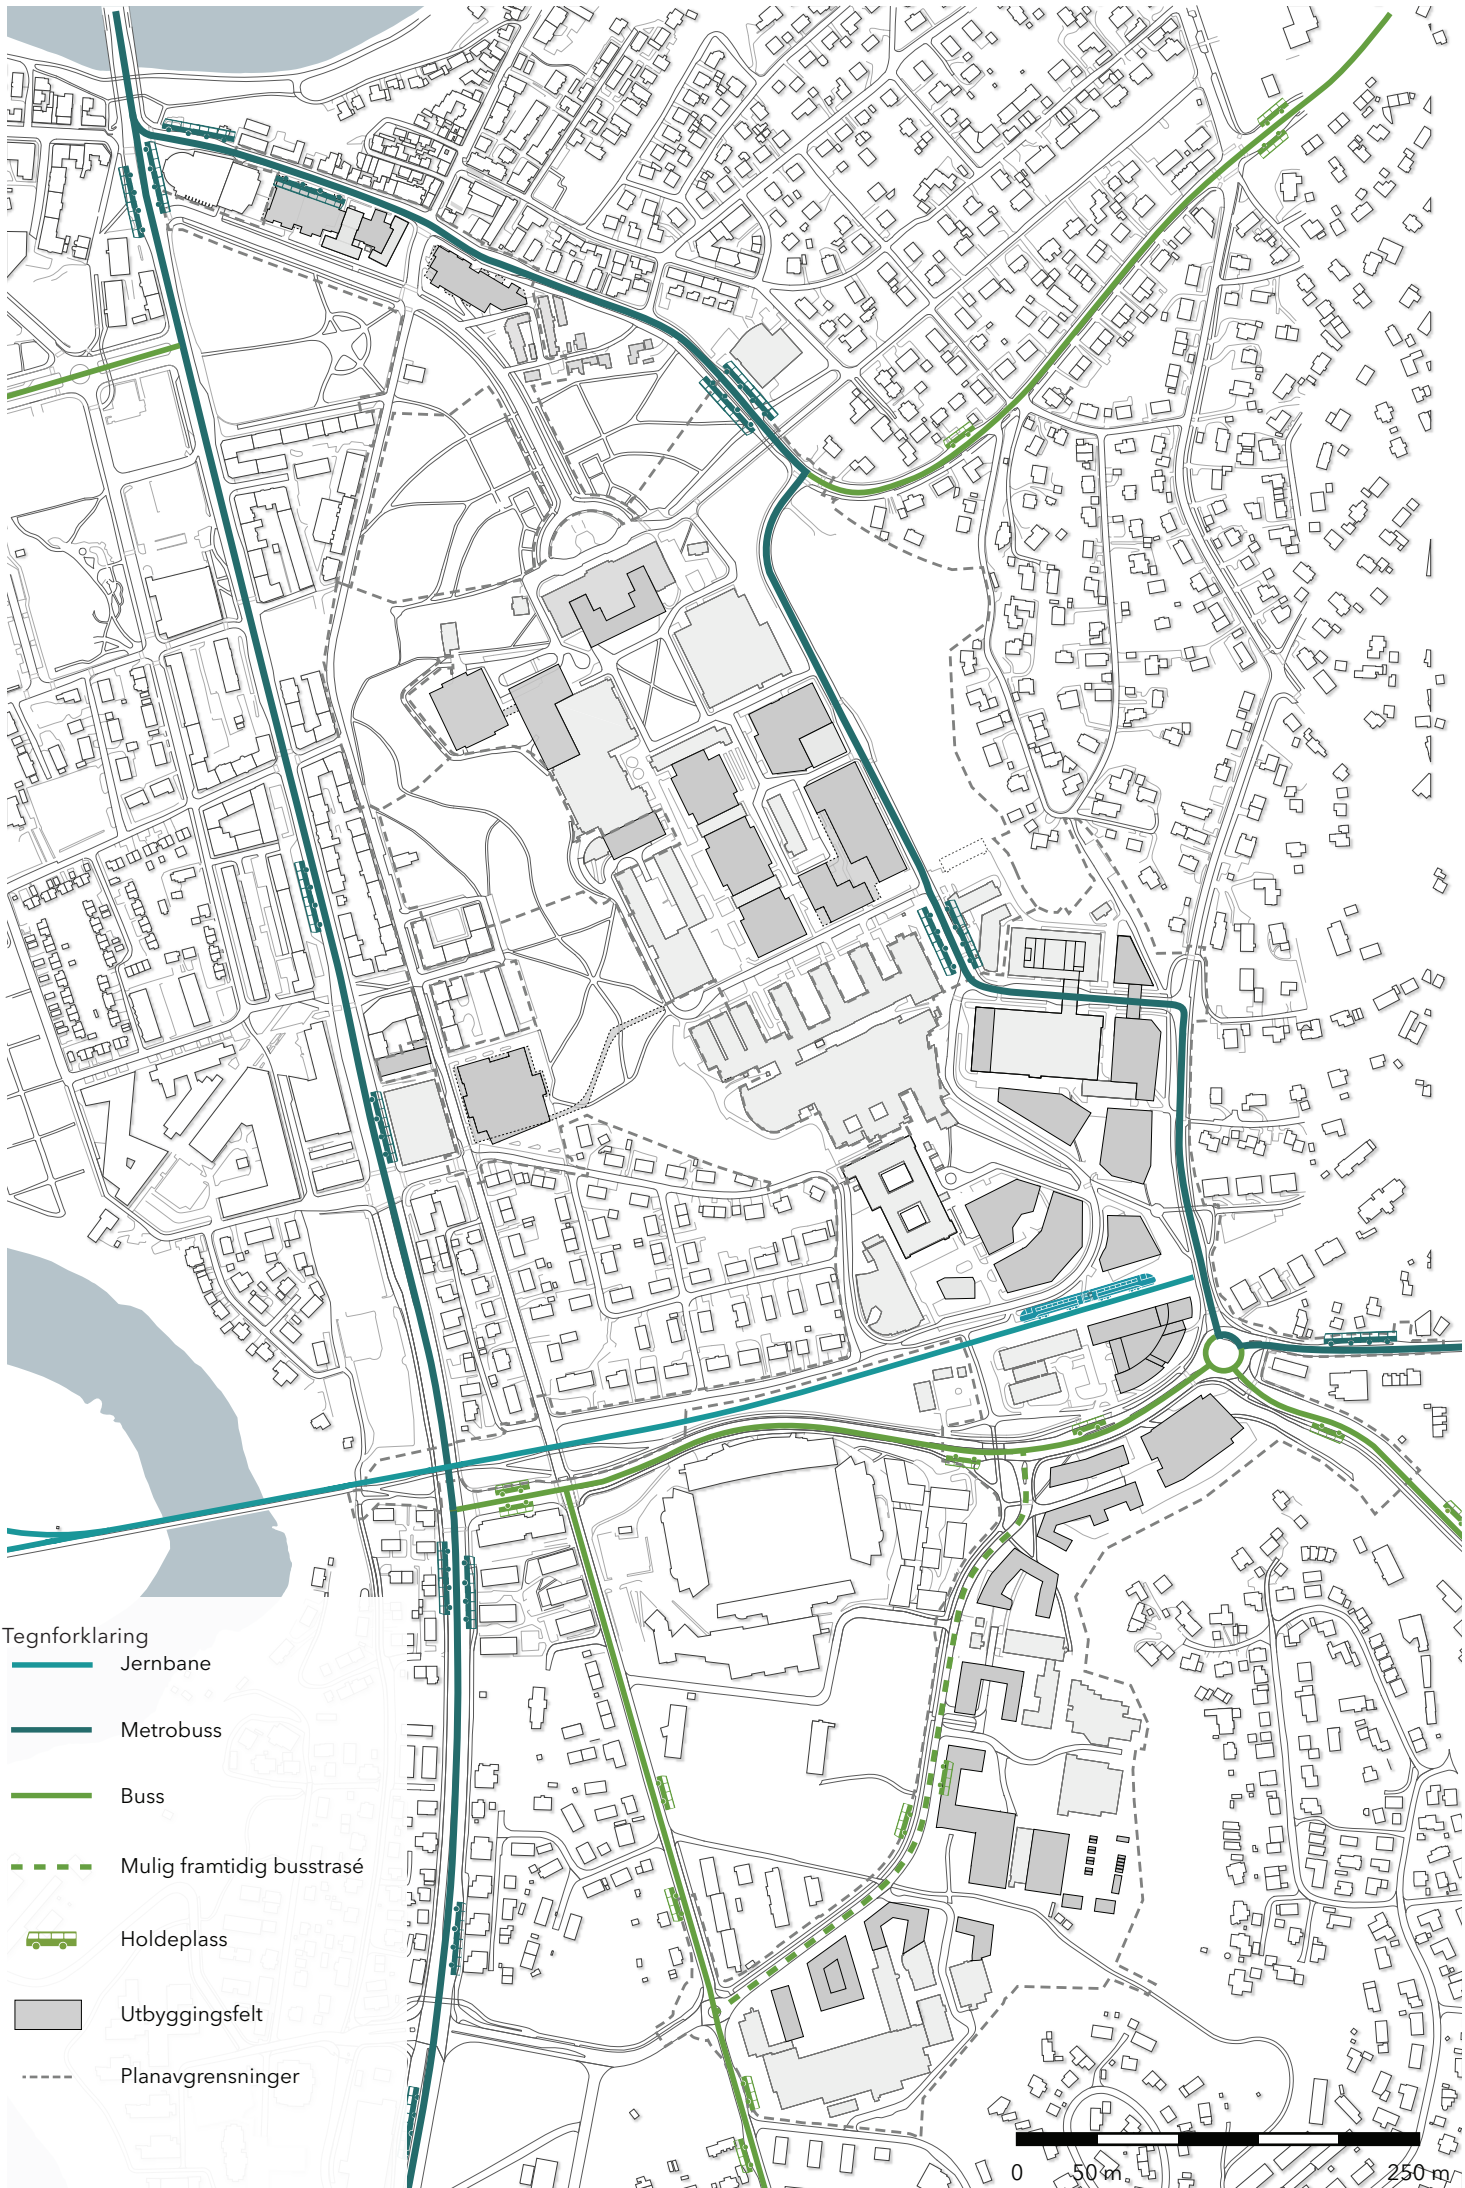 Tegnforklaring
Jernbane
Metrobuss
Buss
Mulig framtidig busstrasé
Holdeplass
Utbyggingsfelt
Planavgrensninger
0 50 m 250 m